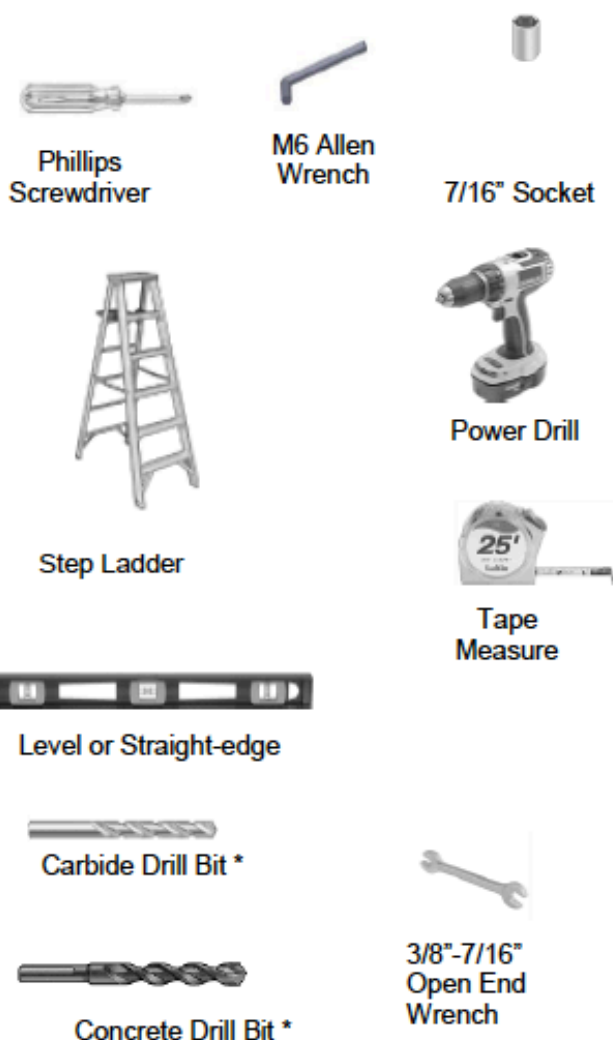 Phillips
Screwdriver
M6 Allen
Wrench
7/16” Socket
Step Ladder
Power Drill
25'
Tape
Measure
Level or Straight-edge
Carbide Drill Bit *
3/8”-7/16”
Open End
Wrench
Concrete Drill Bit *